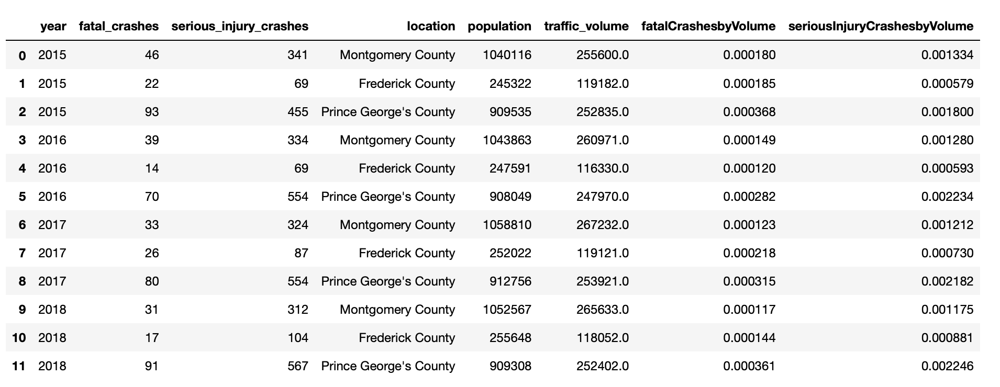 year fatal_crashes serious_injury_crashes location population traffic_volume fatalCrashesbyVolume seriousInjuryCrashesbyVolume
0 2015 46 341 Montgomery County 1040116 255600.0 0.000180 0.001334
1 2015 22 69 Frederick County 245322 119182.0 0.000185 0.000579
2 2015 93 455 Prince George's County 909535 252835.0 0.000368 0.001800
3 2016 39 334 Montgomery County 1043863 260971.0 0.000149 0.001280
4 2016 14 69 Frederick County 247591 116330.0 0.000120 0.000593
5 2016 70 554 Prince George's County 908049 247970.0 0.000282 0.002234
6 2017 33 324 Montgomery County 1058810 267232.0 0.000123 0.001212
7 2017 26 87 Frederick County 252022 119121.0 0.000218 0.000730
8 2017 80 554 Prince George's County 912756 253921.0 0.000315 0.002182
9 2018 31 312 Montgomery County 1052567 265633.0 0.000117 0.001175
10 2018 17 104 Frederick County 255648 118052.0 0.000144 0.000881
11 2018 91 567 Prince George's County 909308 252402.0 0.000361 0.002246